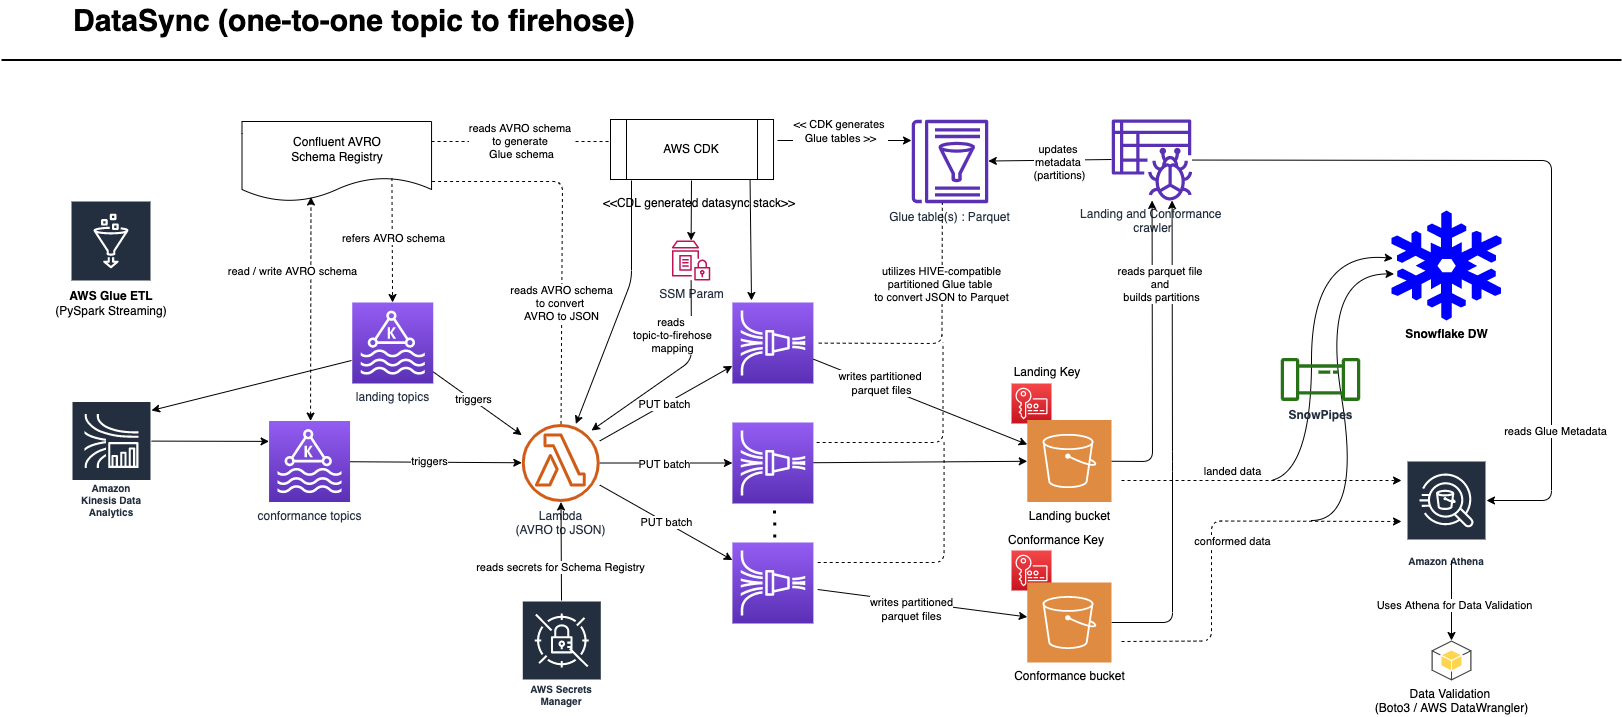 DataSync (one-to-one topic to firehose)
Confluent AVRO
Schema Registry
reads AVRO schema
to generate
Glue schema
AWS CDK
<< CDK generates
Glue tables >>
updates
metadata
(partitions)
<<CDL generated datasync stack>>
Glue table(s) : Parquet
Landing and Conformance
crawler
refers AVRO schema
read / write AVRO schema
AWS Glue ETL
(PySpark Streaming)
SSM Param
reads AVRO schema
to convert
AVRO to JSON
reads
topic-to-firehose
mapping
utilizes HIVE-compatible
partitioned Glue table
to convert JSON to Parquet
reads parquet file
and
builds partitions
Snowflake DW
K
landing topics
triggers
PUT batch
writes partitioned
parquet files
Landing Key
SnowPipes
reads Glue Metadata
Amazon
Kinesis Data
Analytics
K
conformance topics
triggers
PUT batch
landed data
Lambda
(AVRO to JSON)
PUT batch
Landing bucket
Conformance Key
conformed data
Amazon Athena
reads secrets for Schema Registry
writes partitioned
parquet files
Uses Athena for Data Validation
AWS Secrets
Manager
Conformance bucket
Data Validation
(Boto3 / AWS DataWrangler)